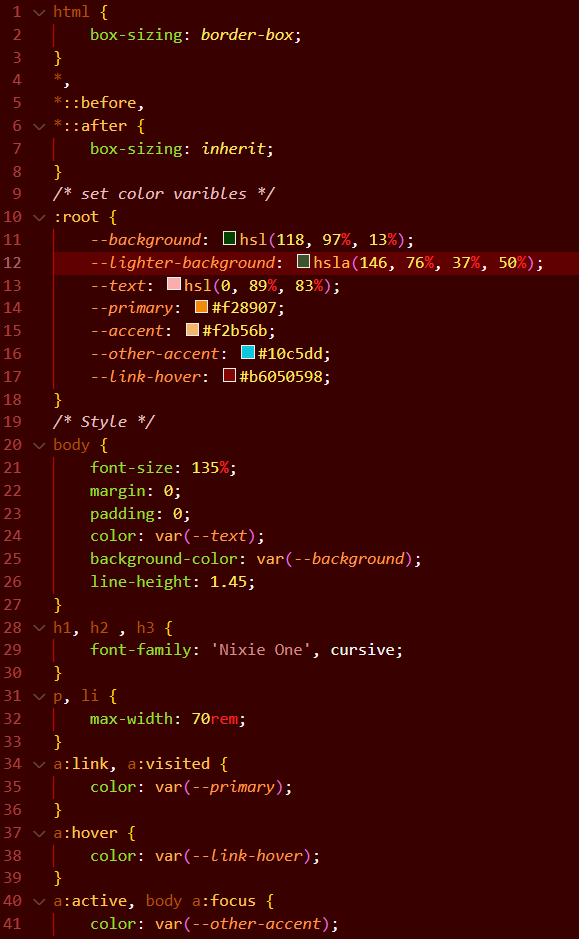 1 html {
2 box-sizing: border-box;
3 }
4 *,
5 *::before,
6 *::after {
7 box-sizing: inherit;
8 }
9 /* set color varibles */
10 :root {
11 --background: hsl(118, 97%, 13%);
12 --lighter-background: hsla(146, 76%, 37%, 50%);
13 --text: hsl(0, 89%, 83%);
14 --primary: #f28907;
15 --accent: #f2b56b;
16 --other-accent: #10c5dd;
17 --link-hover: #b6050598;
18 }
19 /* Style */
20 body {
21 font-size: 135%;
22 margin: 0;
23 padding: 0;
24 color: var(--text);
25 background-color: var(--background);
26 line-height: 1.45;
27 }
28 h1, h2 , h3 {
29 font-family: 'Nixie One', cursive;
30 }
31 p, li {
32 max-width: 70rem;
33 }
34 a:link, a:visited {
35 color: var(--primary);
36 }
37 a:hover {
38 color: var(--link-hover);
39 }
40 a:active, body a:focus {
41 color: var(--other-accent);